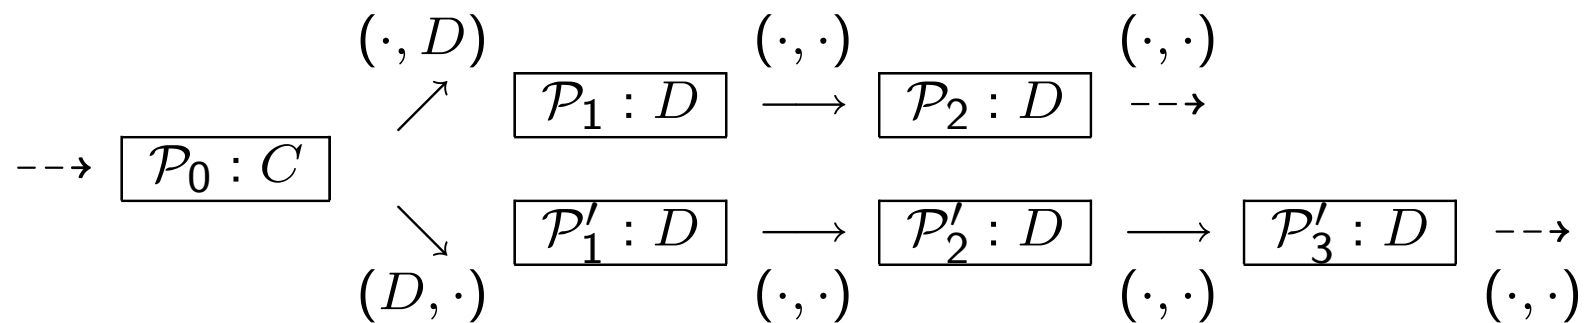 (·, D) (·, ·) (·, ·)
𝒫₁ : D 𝒫₂ : D
𝒫₀ : C
𝒫′₁ : D 𝒫′₂ : D 𝒫′₃ : D
(D, ·) (·, ·) (·, ·) (·, ·)